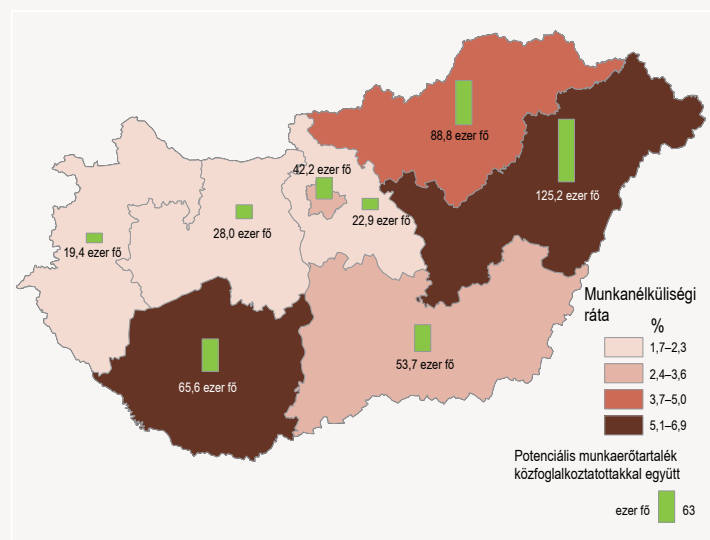 88,8 ezer fő
42,2 ezer fő
125,2 ezer fő
22,9 ezer fő
28,0 ezer fő
19,4 ezer fő
53,7 ezer fő
65,6 ezer fő
Munkanélküliségi
ráta
%
1,7–2,3
2,4–3,6
3,7–5,0
5,1–6,9
Potenciális munkaerőtartalék
közfoglalkoztatottakkal együtt
ezer fő 63